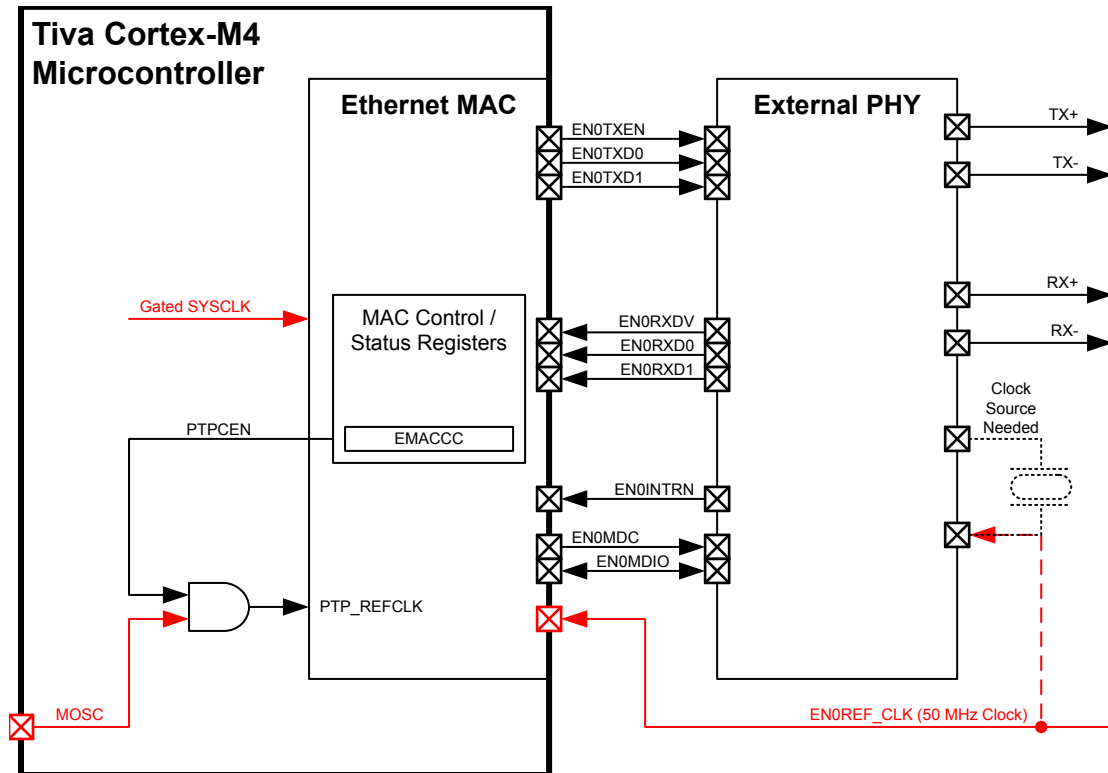 Tiva Cortex-M4
Microcontroller
Ethernet MAC
External PHY
EN0TXEN
EN0TXD0
EN0TXD1
TX+
TX-
Gated SYSCLK
MAC Control /
Status Registers
EN0RXDV
EN0RXD0
EN0RXD1
RX+
RX-
Clock
Source
Needed
PTPCEN
EMACCC
EN0INTRN
EN0MDC
EN0MDIO
PTP_REFCLK
MOSC
EN0REF_CLK (50 MHz Clock)